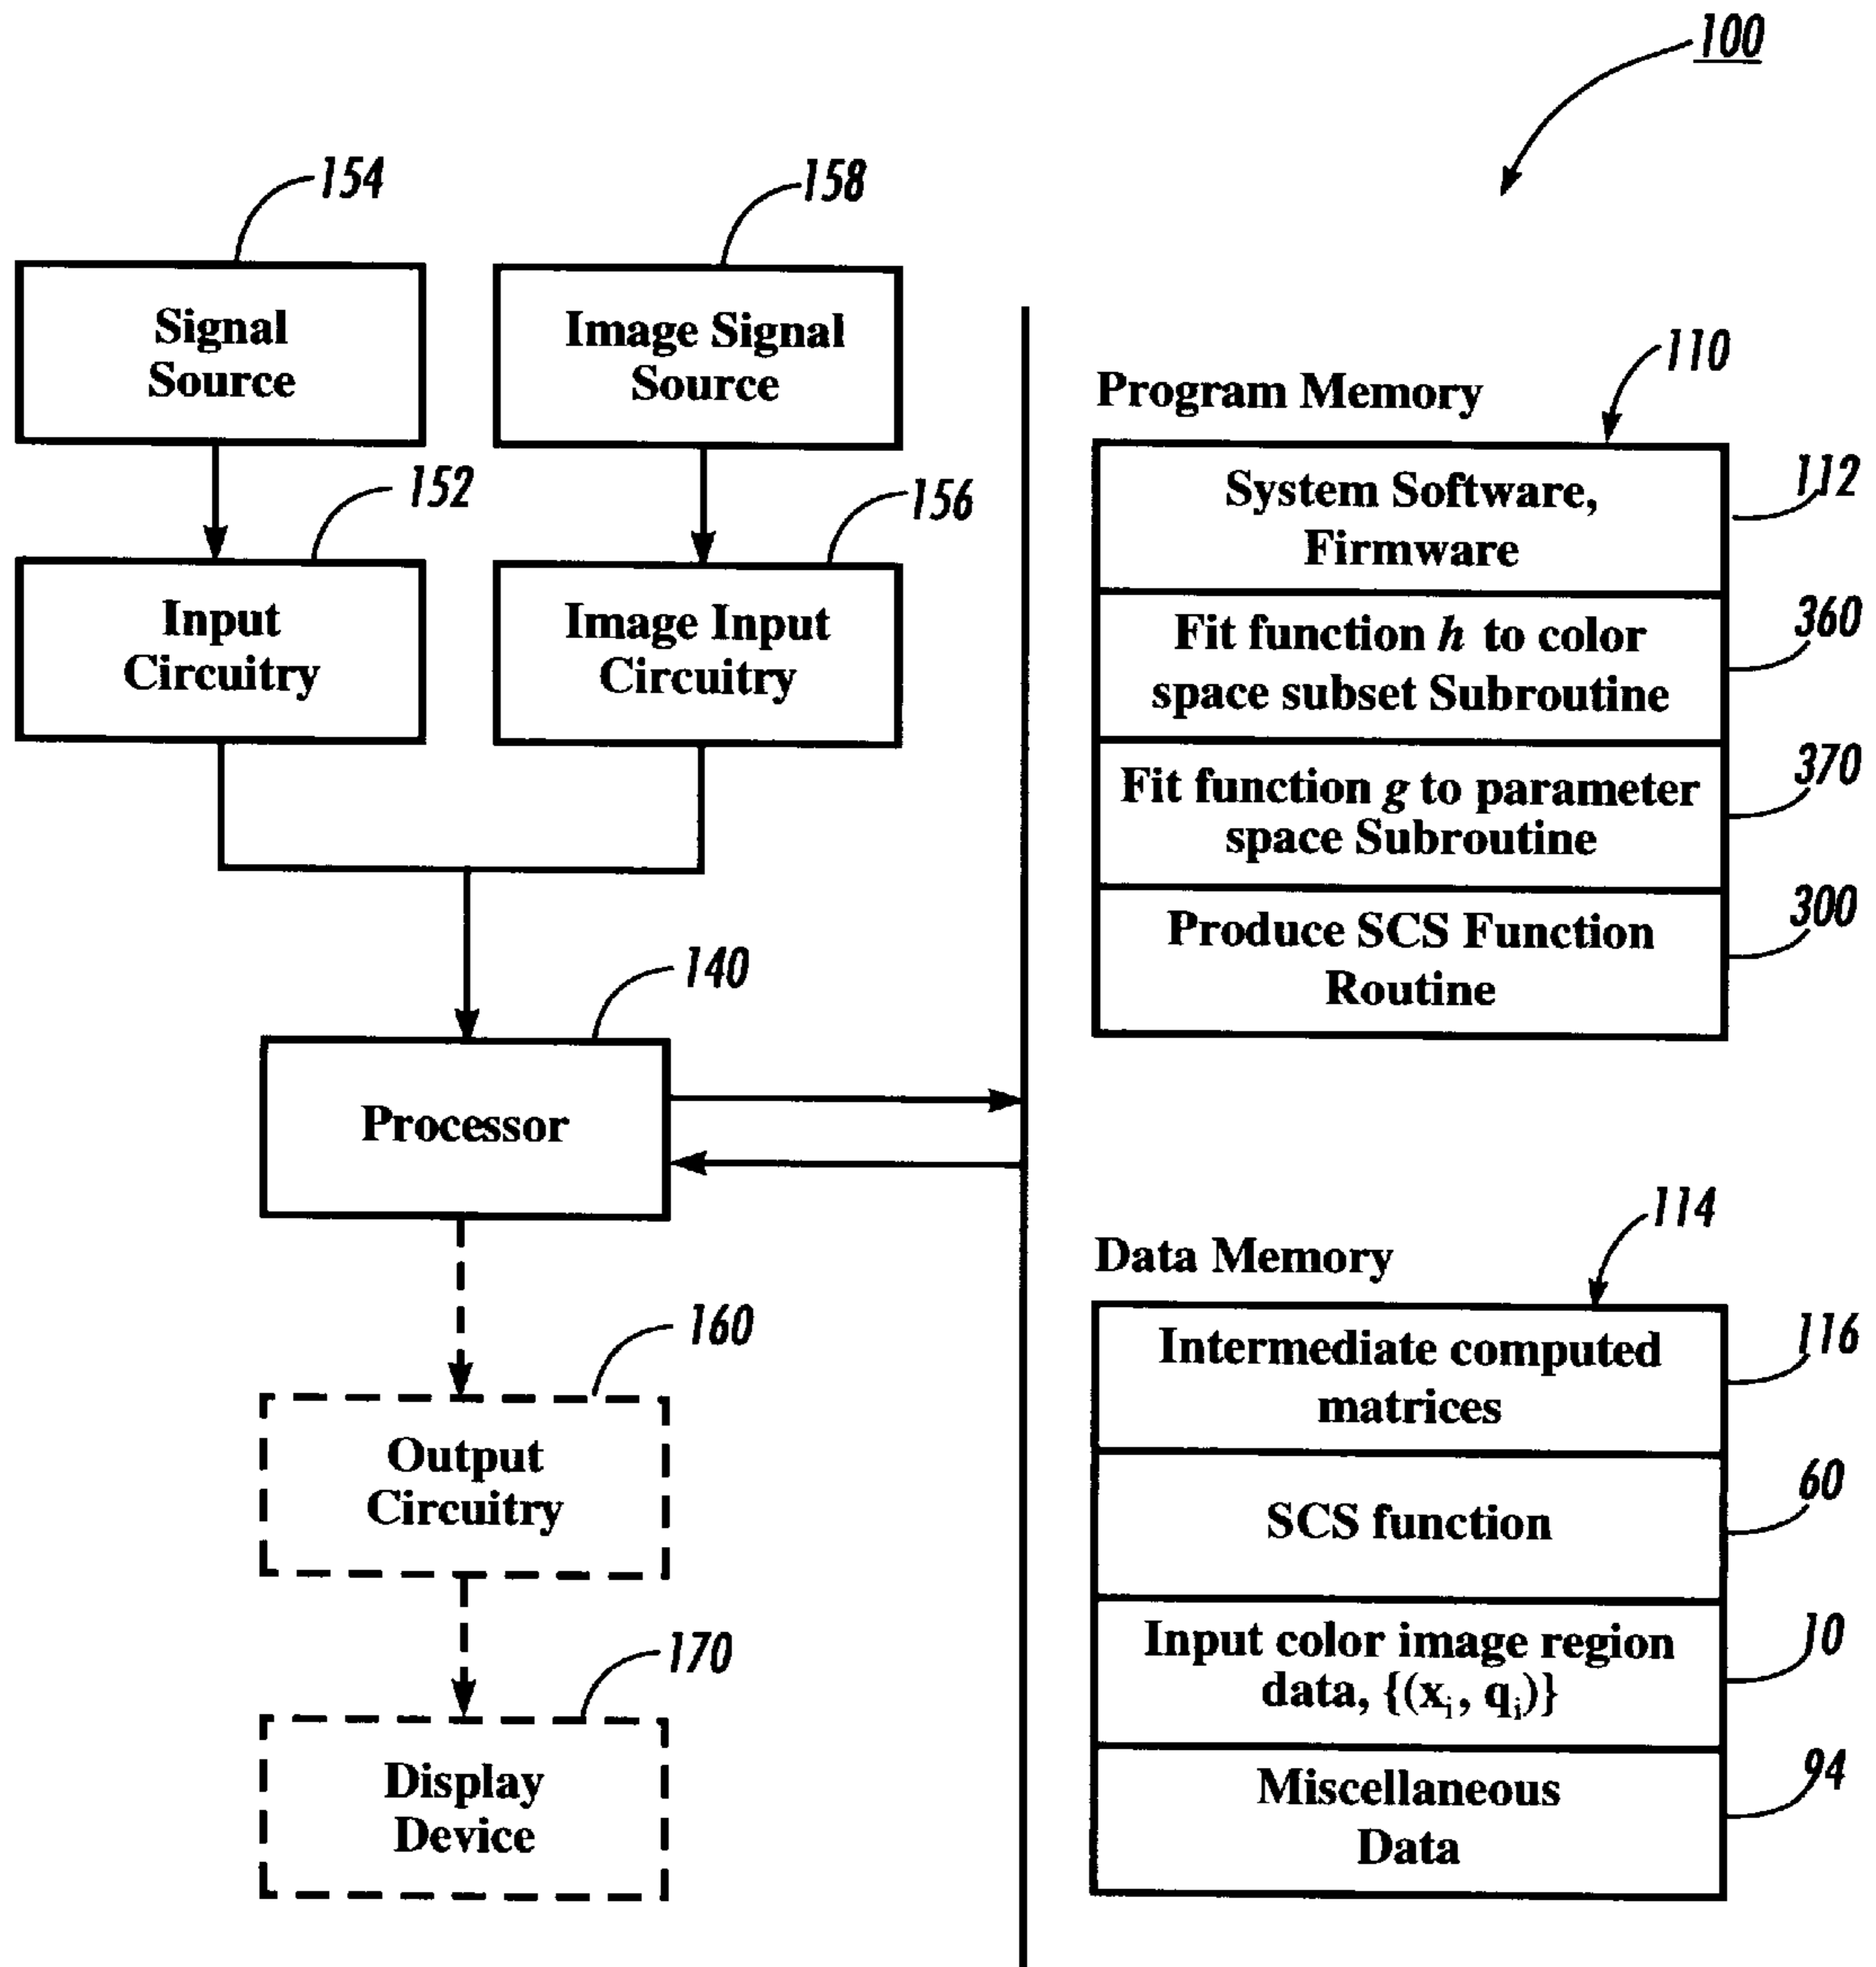 100
154
158
Signal
Source
Image Signal
Source
152
156
Input
Circuitry
Image Input
Circuitry
140
Processor
160
Output
Circuitry
170
Display
Device
110
Program Memory
System Software,
Firmware
112
Fit function h to color
space subset Subroutine
360
Fit function g to parameter
space Subroutine
370
Produce SCS Function
Routine
300
114
Data Memory
Intermediate computed
matrices
116
SCS function
60
Input color image region
data, {(xᵢ, qᵢ)}
10
Miscellaneous
Data
94